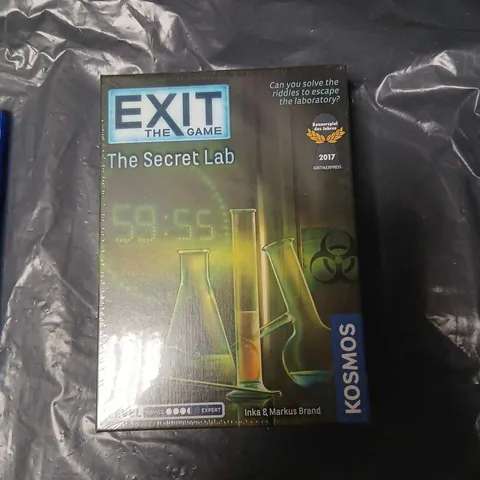 Can you solve the
riddles to escape
the laboratory?
EXIT
THE GAME
The Secret Lab
Kennerspiel
des Jahres
2017
59:55
LEVEL NOVICE EXPERT
Inka & Markus Brand
KOSMOS